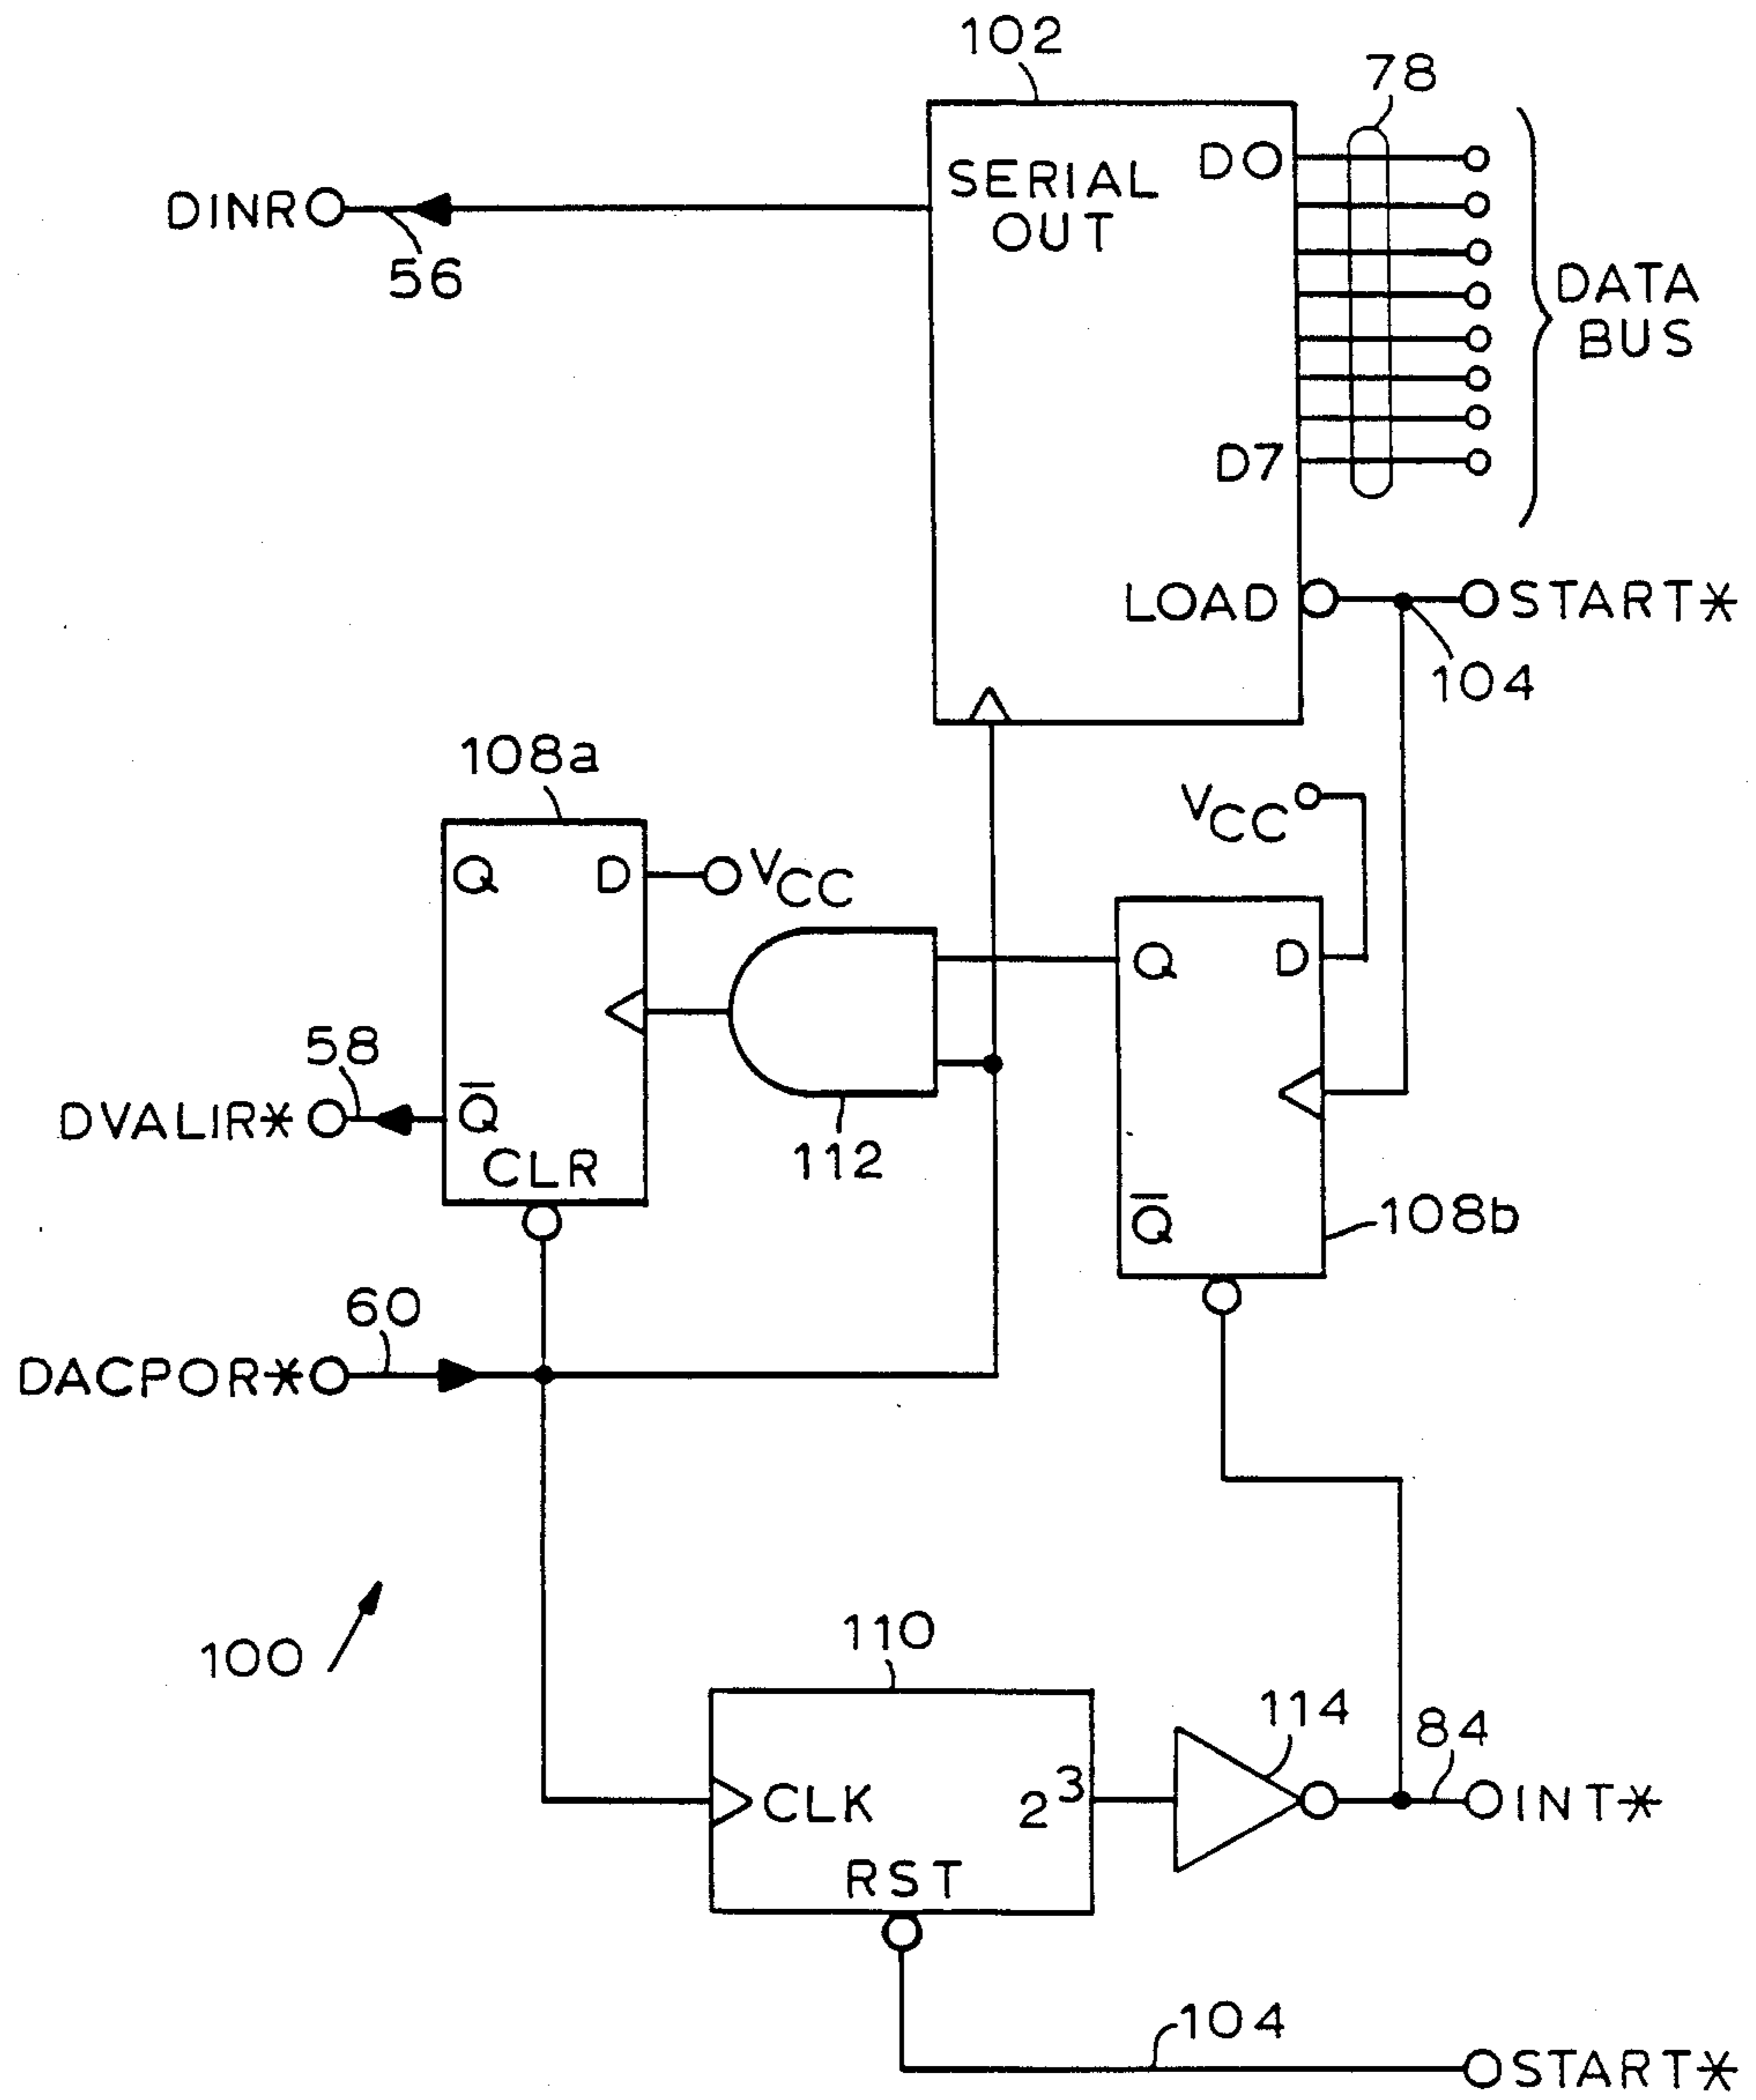 102
78
DO
SERIAL
OUT
DINR
56
DATA
BUS
D7
LOAD
START*
104
108a
VCC
Q D VCC
Q D
58
DVALIR*
Q̅
CLR
112
Q̅
108b
60
DACPOR*
100
110
114
84
CLK
2³
INT*
RST
104
START*